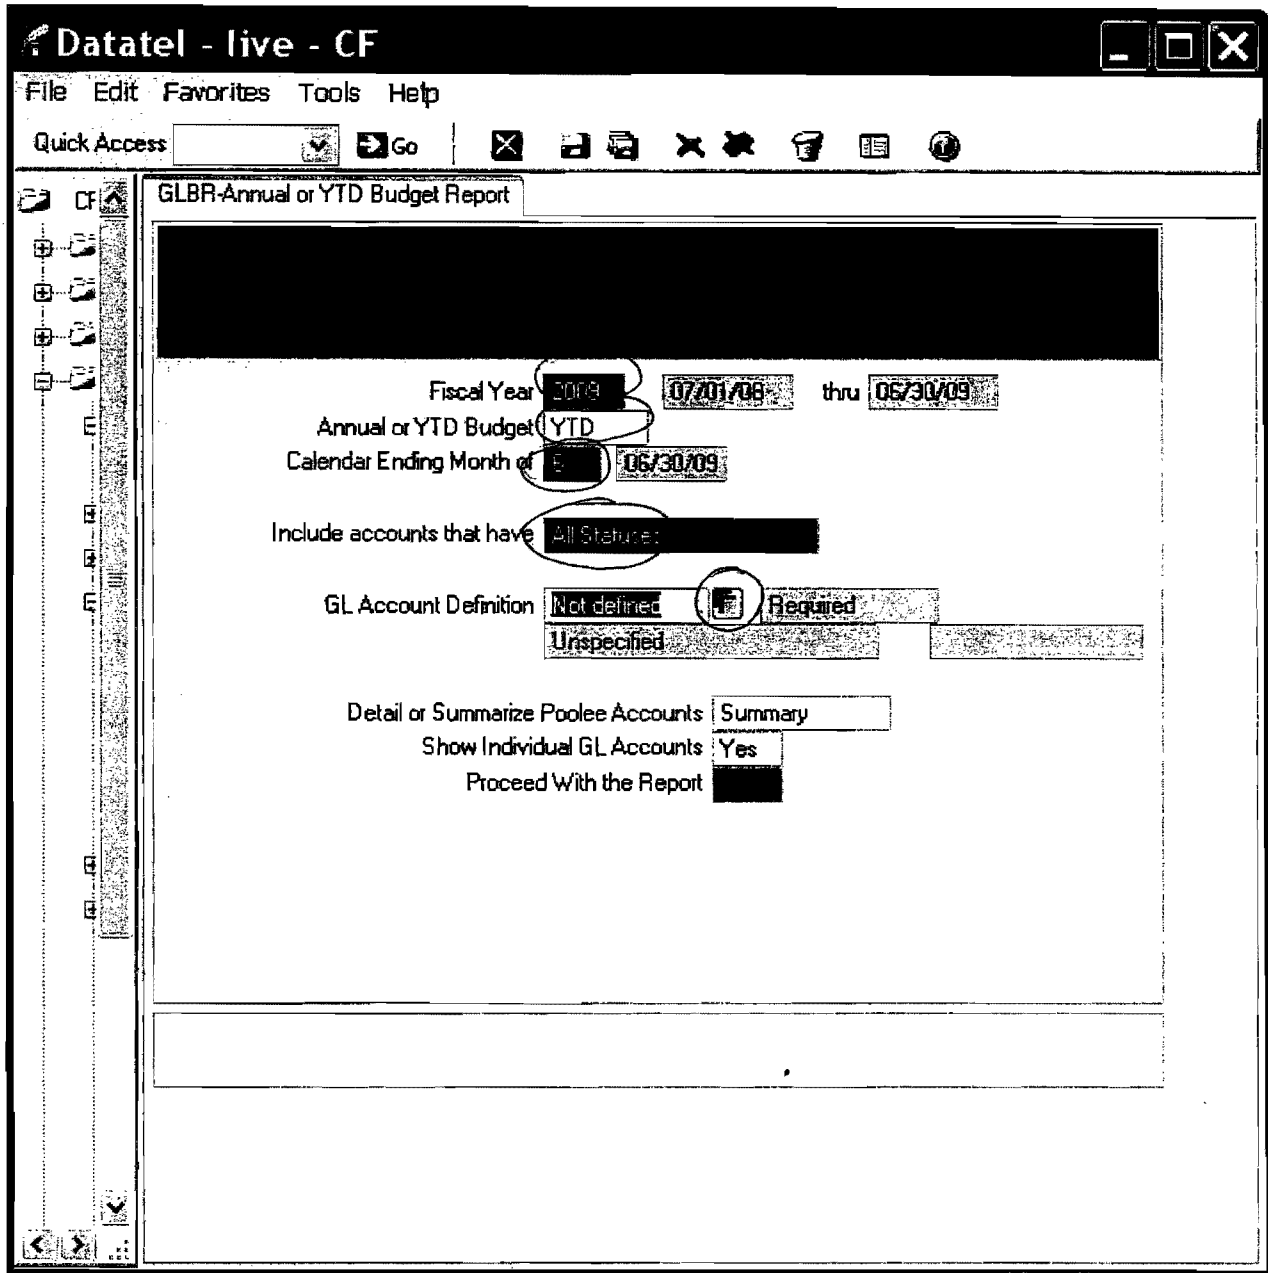 Datatel - live - CF
File Edit Favorites Tools Help
Quick Access Go
CF GLBR-Annual or YTD Budget Report
Fiscal Year 2009 07/01/08 thru 06/30/09
Annual or YTD Budget YTD
Calendar Ending Month of 6 06/30/09
Include accounts that have All Statuses
GL Account Definition Not defined Required
Unspecified
Detail or Summarize Poolee Accounts Summary
Show Individual GL Accounts Yes
Proceed With the Report